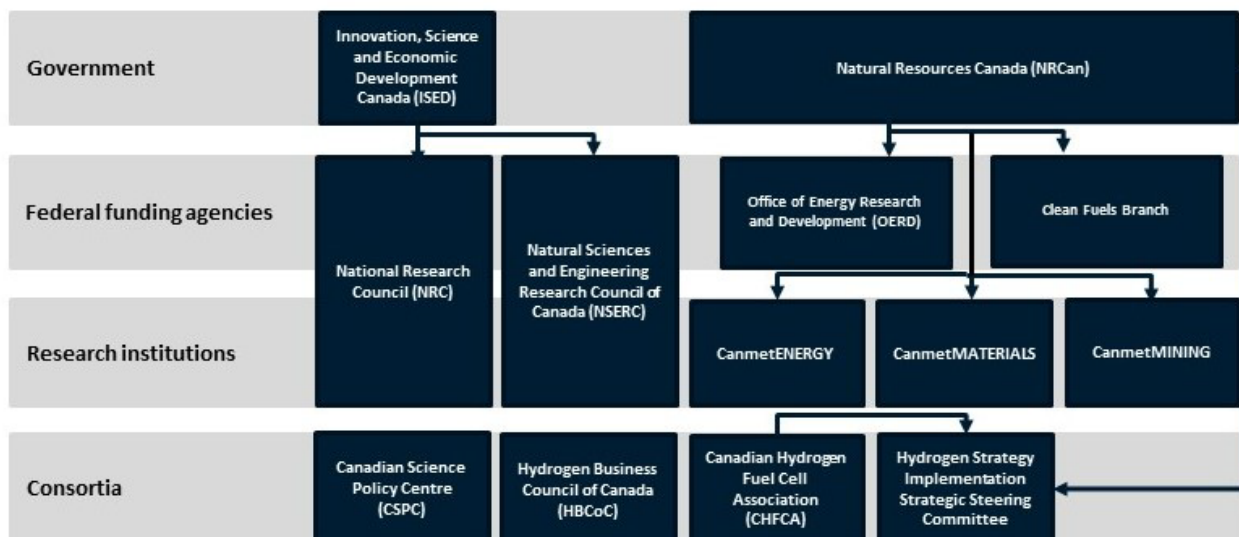 Government
Innovation, Science
and Economic
Development
Canada (ISED)
Natural Resources Canada (NRCan)
Federal funding agencies
National Research
Council (NRC)
Natural Sciences
and Engineering
Research Council of
Canada (NSERC)
Office of Energy Research
and Development (OERD)
Clean Fuels Branch
Research institutions
CanmetENERGY
CanmetMATERIALS
CanmetMINING
Consortia
Canadian Science
Policy Centre
(CSPC)
Hydrogen Business
Council of Canada
(HBCoC)
Canadian Hydrogen
Fuel Cell
Association
(CHFCA)
Hydrogen Strategy
Implementation
Strategic Steering
Committee